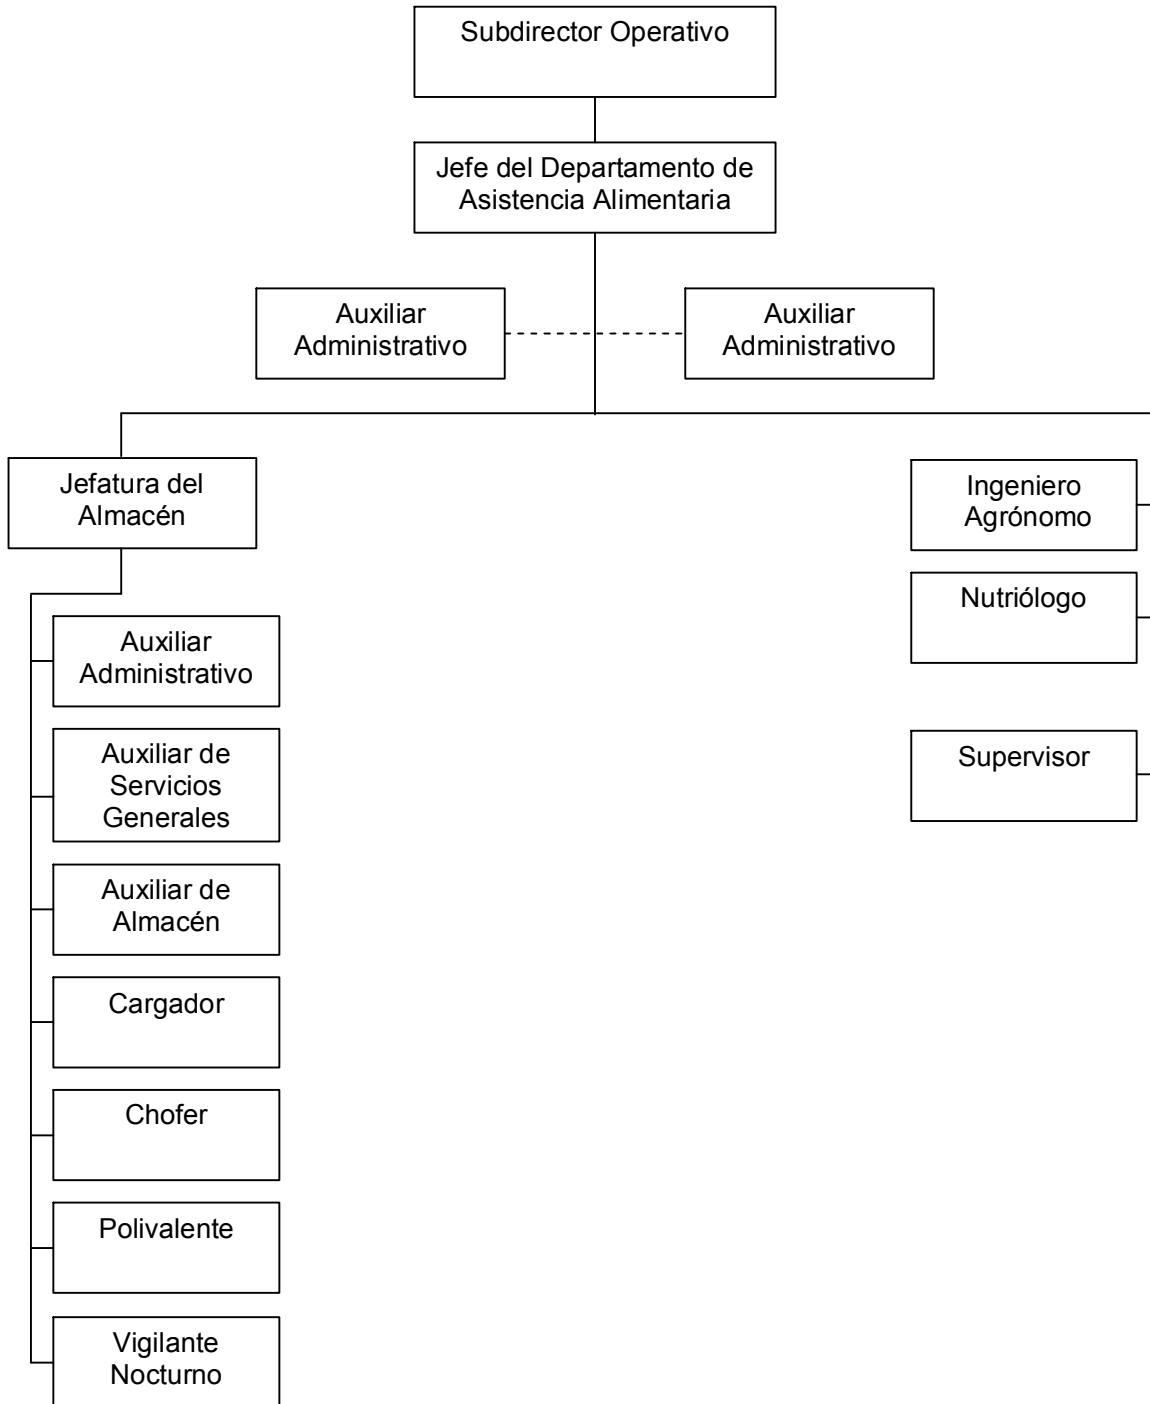 Subdirector Operativo
Jefe del Departamento de
Asistencia Alimentaria
Auxiliar
Administrativo
Auxiliar
Administrativo
Jefatura del
Almacén
Auxiliar
Administrativo
Auxiliar de
Servicios
Generales
Auxiliar de
Almacén
Cargador
Chofer
Polivalente
Vigilante
Nocturno
Ingeniero
Agrónomo
Nutriólogo
Supervisor